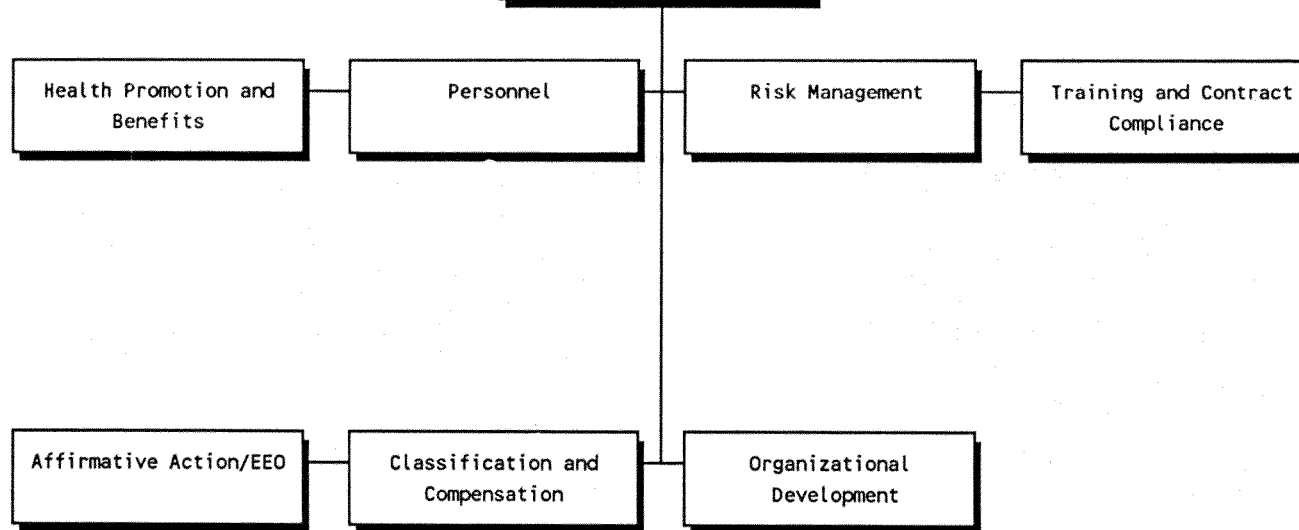 Health Promotion and
Benefits
Personnel
Risk Management
Training and Contract
Compliance
Affirmative Action/EEO
Classification and
Compensation
Organizational
Development